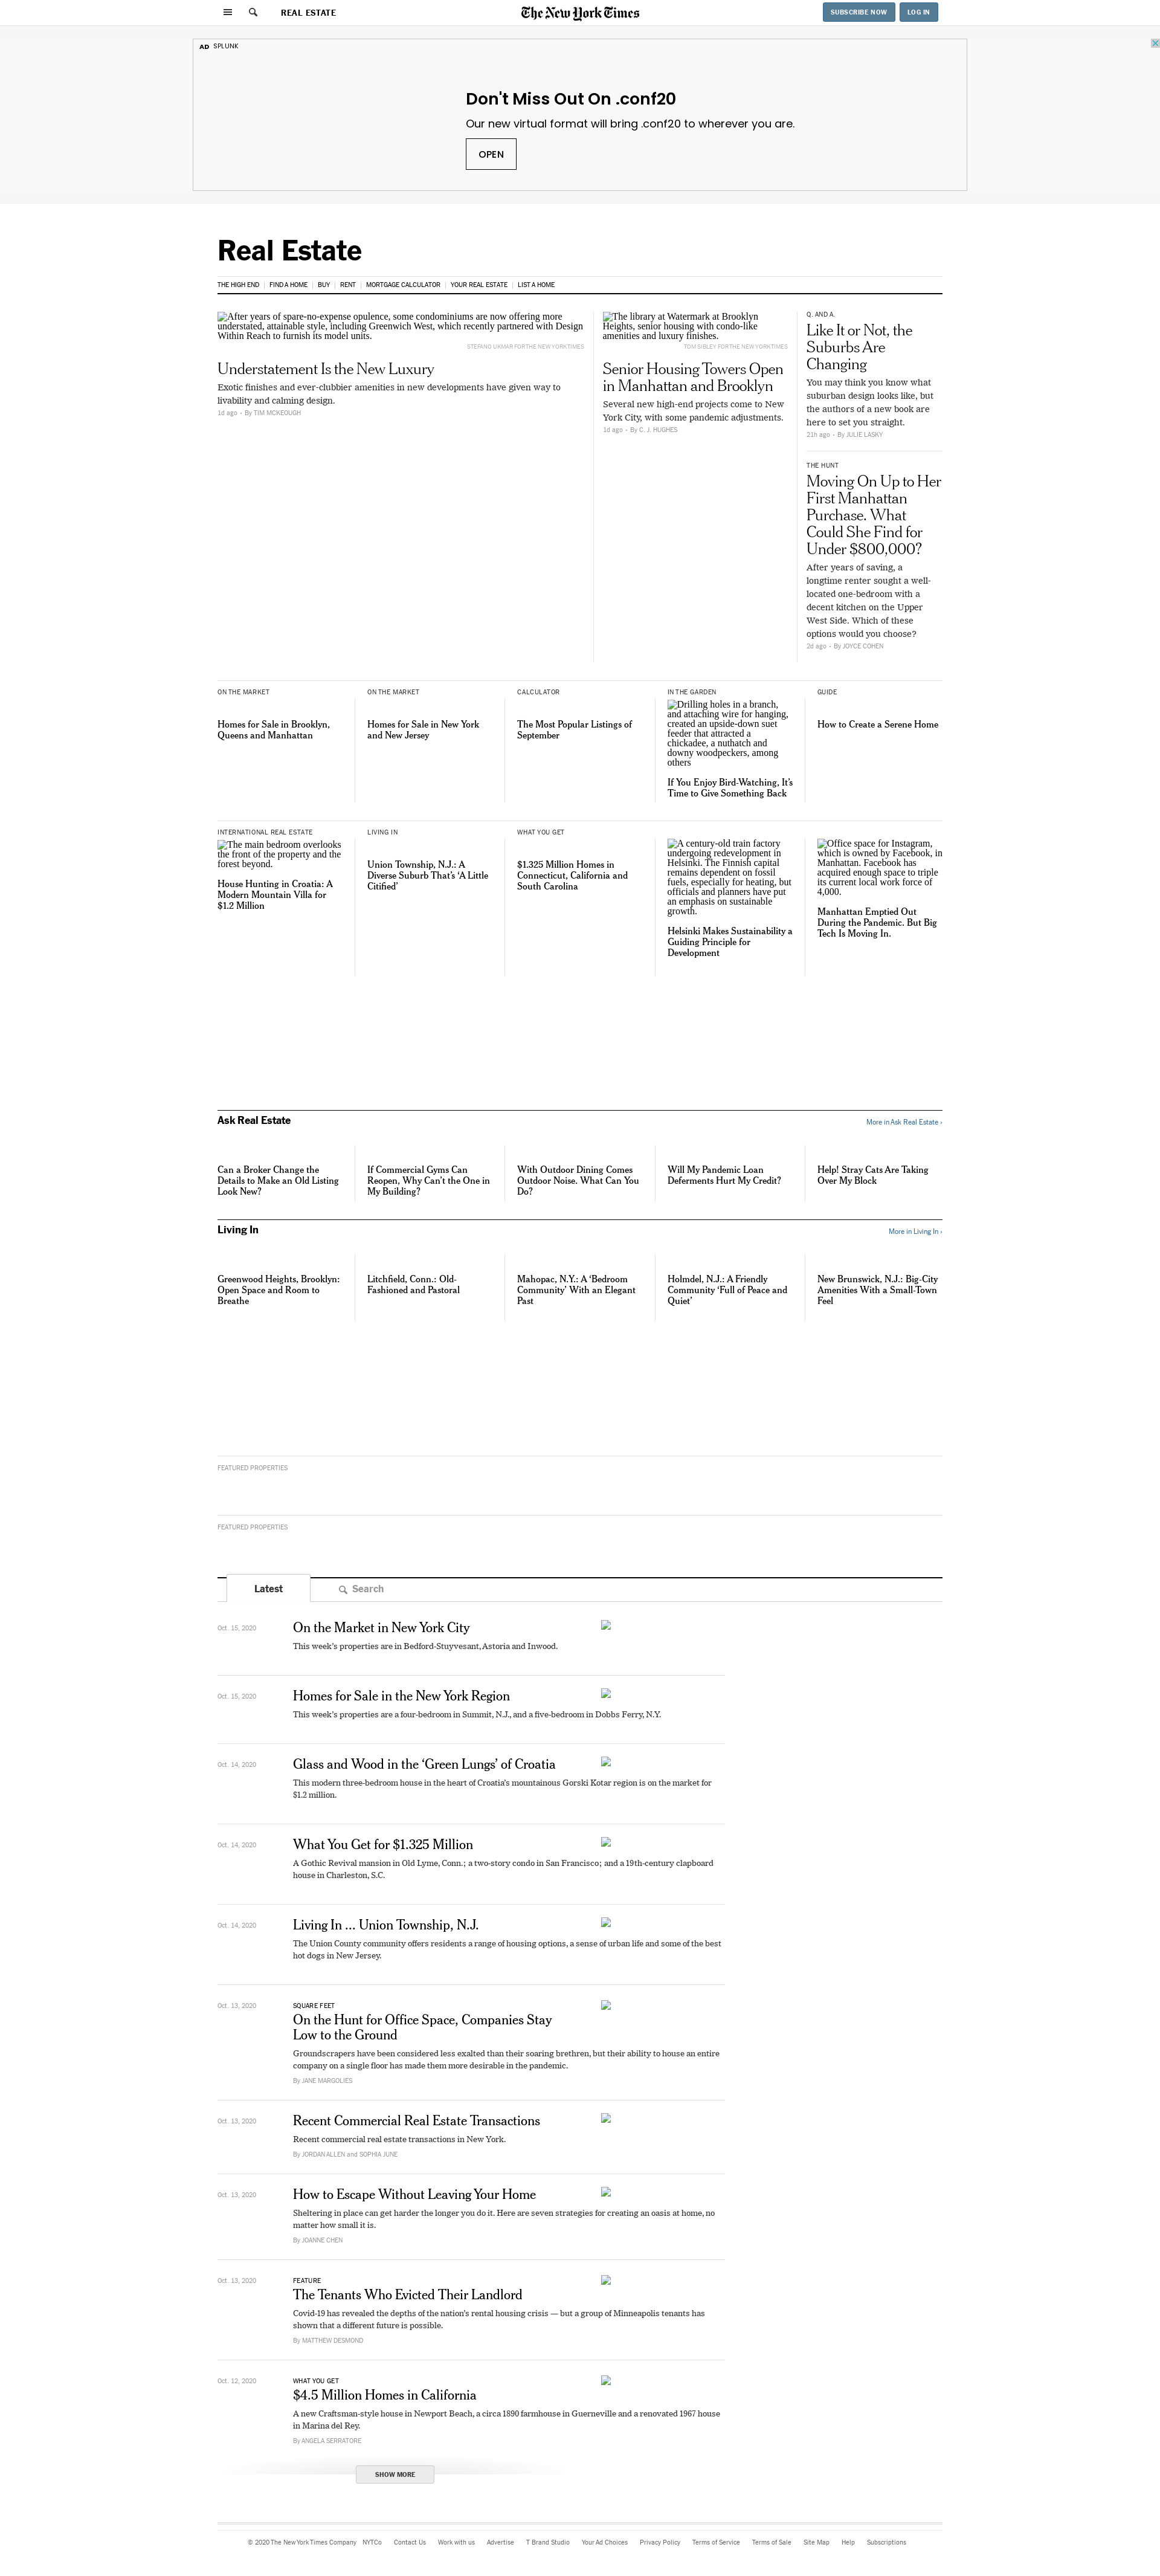 REAL ESTATE
The New York Times
SUBSCRIBE NOW
LOG IN
AD SPLUNK
Don't Miss Out On .conf20
Our new virtual format will bring .conf20 to wherever you are.
OPEN
Real Estate
THE HIGH END
FIND A HOME
BUY
RENT
MORTGAGE CALCULATOR
YOUR REAL ESTATE
LIST A HOME
After years of spare-no-expense opulence, some condominiums are now offering more
understated, attainable style, including Greenwich West, which recently partnered with Design
Within Reach to furnish its model units.
STEFANO UKMAR FOR THE NEW YORK TIMES
Understatement Is the New Luxury
Exotic finishes and ever-clubbier amenities in new developments have given way to
livability and calming design.
1d ago • By TIM MCKEOUGH
The library at Watermark at Brooklyn
Heights, senior housing with condo-like
amenities and luxury finishes.
TOM SIBLEY FOR THE NEW YORK TIMES
Senior Housing Towers Open
in Manhattan and Brooklyn
Several new high-end projects come to New
York City, with some pandemic adjustments.
1d ago • By C. J. HUGHES
Q. AND A.
Like It or Not, the
Suburbs Are
Changing
You may think you know what
suburban design looks like, but
the authors of a new book are
here to set you straight.
21h ago • By JULIE LASKY
THE HUNT
Moving On Up to Her
First Manhattan
Purchase. What
Could She Find for
Under $800,000?
After years of saving, a
longtime renter sought a well-
located one-bedroom with a
decent kitchen on the Upper
West Side. Which of these
options would you choose?
2d ago • By JOYCE COHEN
ON THE MARKET
Homes for Sale in Brooklyn,
Queens and Manhattan
ON THE MARKET
Homes for Sale in New York
and New Jersey
CALCULATOR
The Most Popular Listings of
September
IN THE GARDEN
Drilling holes in a branch,
and attaching wire for hanging,
created an upside-down suet
feeder that attracted a
chickadee, a nuthatch and
downy woodpeckers, among
others
If You Enjoy Bird-Watching, It’s
Time to Give Something Back
GUIDE
How to Create a Serene Home
INTERNATIONAL REAL ESTATE
The main bedroom overlooks
the front of the property and the
forest beyond.
House Hunting in Croatia: A
Modern Mountain Villa for
$1.2 Million
LIVING IN
Union Township, N.J.: A
Diverse Suburb That’s ‘A Little
Citified’
WHAT YOU GET
$1.325 Million Homes in
Connecticut, California and
South Carolina
A century-old train factory
undergoing redevelopment in
Helsinki. The Finnish capital
remains dependent on fossil
fuels, especially for heating, but
officials and planners have put
an emphasis on sustainable
growth.
Helsinki Makes Sustainability a
Guiding Principle for
Development
Office space for Instagram,
which is owned by Facebook, in
Manhattan. Facebook has
acquired enough space to triple
its current local work force of
4,000.
Manhattan Emptied Out
During the Pandemic. But Big
Tech Is Moving In.
Ask Real Estate
More in Ask Real Estate ›
Can a Broker Change the
Details to Make an Old Listing
Look New?
If Commercial Gyms Can
Reopen, Why Can’t the One in
My Building?
With Outdoor Dining Comes
Outdoor Noise. What Can You
Do?
Will My Pandemic Loan
Deferments Hurt My Credit?
Help! Stray Cats Are Taking
Over My Block
Living In
More in Living In ›
Greenwood Heights, Brooklyn:
Open Space and Room to
Breathe
Litchfield, Conn.: Old-
Fashioned and Pastoral
Mahopac, N.Y.: A ‘Bedroom
Community’ With an Elegant
Past
Holmdel, N.J.: A Friendly
Community ‘Full of Peace and
Quiet’
New Brunswick, N.J.: Big-City
Amenities With a Small-Town
Feel
FEATURED PROPERTIES
FEATURED PROPERTIES
Latest
Search
Oct. 15, 2020
On the Market in New York City
This week’s properties are in Bedford-Stuyvesant, Astoria and Inwood.
Oct. 15, 2020
Homes for Sale in the New York Region
This week’s properties are a four-bedroom in Summit, N.J., and a five-bedroom in Dobbs Ferry, N.Y.
Oct. 14, 2020
Glass and Wood in the ‘Green Lungs’ of Croatia
This modern three-bedroom house in the heart of Croatia’s mountainous Gorski Kotar region is on the market for
$1.2 million.
Oct. 14, 2020
What You Get for $1.325 Million
A Gothic Revival mansion in Old Lyme, Conn.; a two-story condo in San Francisco; and a 19th-century clapboard
house in Charleston, S.C.
Oct. 14, 2020
Living In ... Union Township, N.J.
The Union County community offers residents a range of housing options, a sense of urban life and some of the best
hot dogs in New Jersey.
Oct. 13, 2020
SQUARE FEET
On the Hunt for Office Space, Companies Stay
Low to the Ground
Groundscrapers have been considered less exalted than their soaring brethren, but their ability to house an entire
company on a single floor has made them more desirable in the pandemic.
By JANE MARGOLIES
Oct. 13, 2020
Recent Commercial Real Estate Transactions
Recent commercial real estate transactions in New York.
By JORDAN ALLEN and SOPHIA JUNE
Oct. 13, 2020
How to Escape Without Leaving Your Home
Sheltering in place can get harder the longer you do it. Here are seven strategies for creating an oasis at home, no
matter how small it is.
By JOANNE CHEN
Oct. 13, 2020
FEATURE
The Tenants Who Evicted Their Landlord
Covid-19 has revealed the depths of the nation’s rental housing crisis — but a group of Minneapolis tenants has
shown that a different future is possible.
By MATTHEW DESMOND
Oct. 12, 2020
WHAT YOU GET
$4.5 Million Homes in California
A new Craftsman-style house in Newport Beach, a circa 1890 farmhouse in Guerneville and a renovated 1967 house
in Marina del Rey.
By ANGELA SERRATORE
SHOW MORE
© 2020 The New York Times Company NYTCo Contact Us Work with us Advertise T Brand Studio Your Ad Choices Privacy Policy Terms of Service Terms of Sale Site Map Help Subscriptions